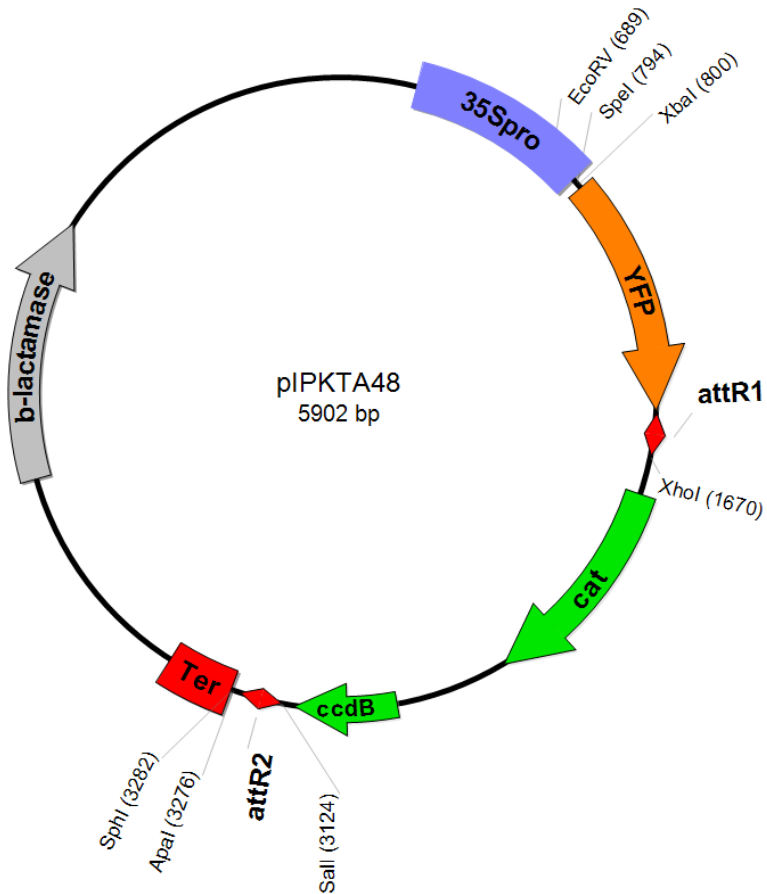 35Spro
EcoRV (689)
SpeI (794)
XbaI (800)
YFP
attR1
XhoI (1670)
cat
ccdB
SalI (3124)
attR2
ApaI (3276)
SphI (3282)
Ter
b-lactamase
pIPKTA48
5902 bp